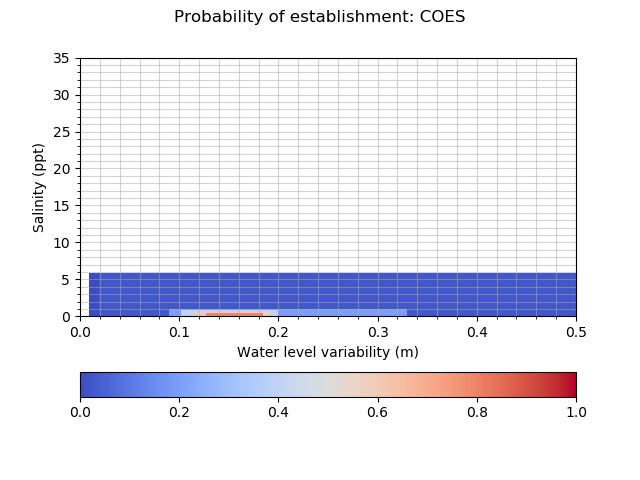 Probability of establishment: COES
35
30
25
20
15
10
5
0
Salinity (ppt)
0.0 0.1 0.2 0.3 0.4 0.5
Water level variability (m)
0.0 0.2 0.4 0.6 0.8 1.0